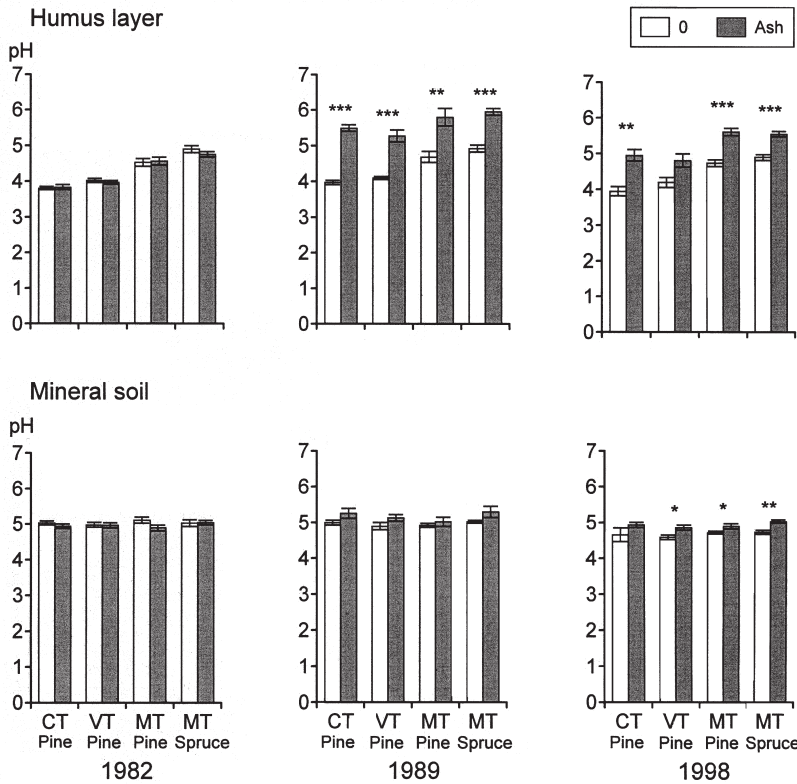 Humus layer
0 Ash
pH
7 7 7
6 6 6
5 5 5
4 4 4
3 3 3
2 2 2
1 1 1
0 0 0
*** *** ** ***
** *** ***
Mineral soil
pH
7 7 7
6 6 6
5 5 5
4 4 4
3 3 3
2 2 2
1 1 1
0 0 0
* * **
CT VT MT MT CT VT MT MT CT VT MT MT
Pine Pine Pine Spruce Pine Pine Pine Spruce Pine Pine Pine Spruce
1982 1989 1998